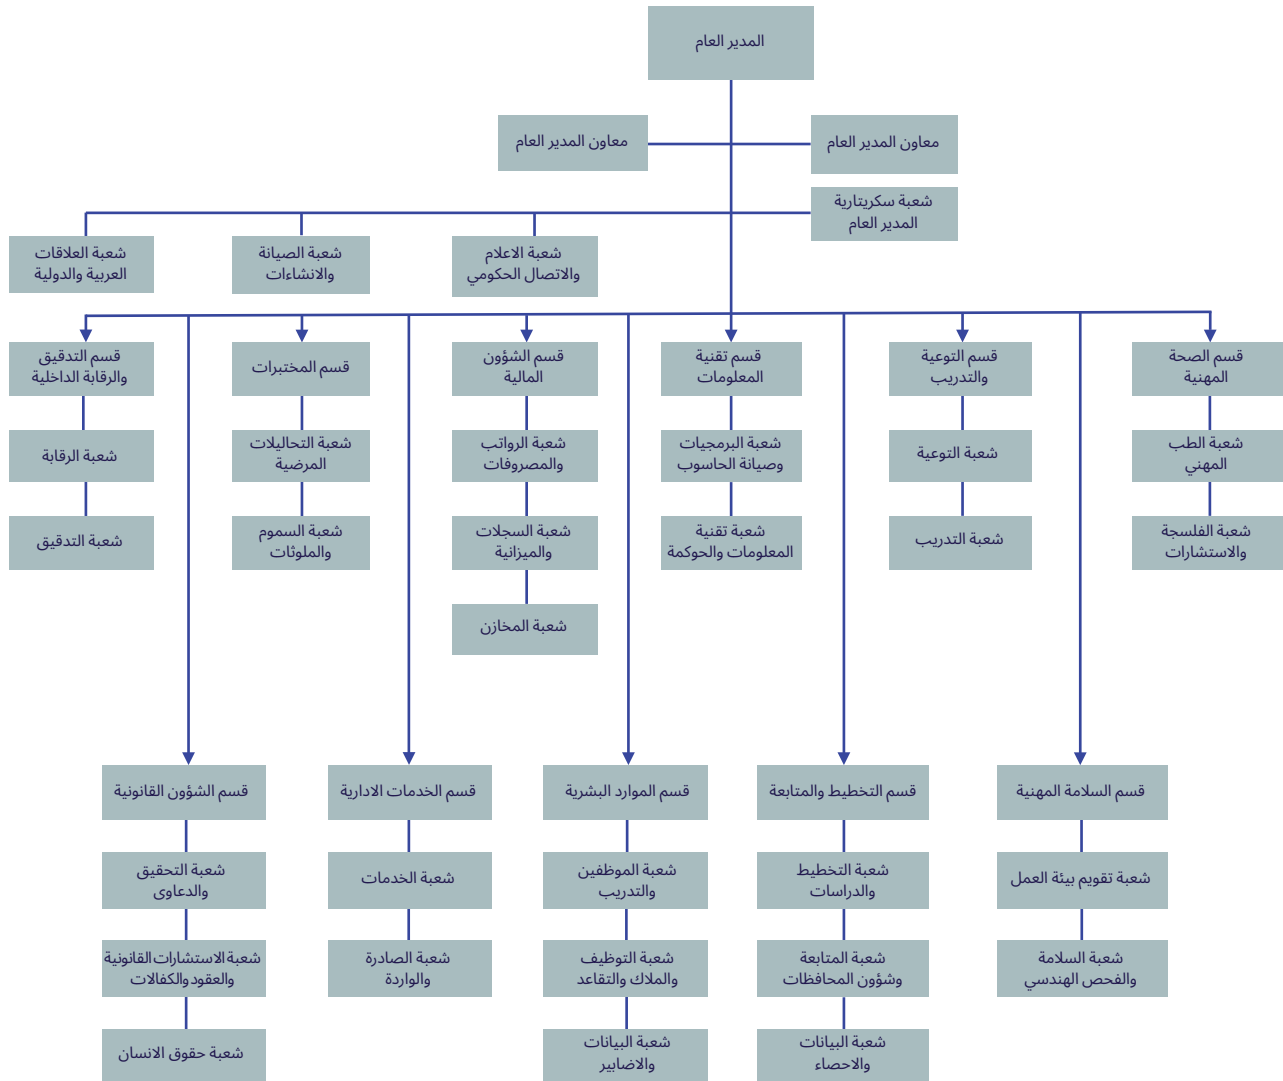 المدير العام
معاون المدير العام
معاون المدير العام
شعبة سكريتارية
المدير العام
شعبة الاعلام
والاتصال الحكومي
شعبة الصيانة
والانشاءات
شعبة العلاقات
العربية والدولية
قسم الصحة
المهنية
قسم التوعية
والتدريب
قسم تقنية
المعلومات
قسم الشؤون
المالية
قسم المختبرات
قسم التدقيق
والرقابة الداخلية
شعبة الطب
المهني
شعبة التوعية
شعبة البرمجيات
وصيانة الحاسوب
شعبة الرواتب
والمصروفات
شعبة التحاليلات
المرضية
شعبة الرقابة
شعبة الفلسجة
والاستشارات
شعبة التدريب
شعبة تقنية
المعلومات والحوكمة
شعبة السجلات
والميزانية
شعبة السموم
والملوثات
شعبة التدقيق
شعبة المخازن
قسم السلامة المهنية
قسم التخطيط والمتابعة
قسم الموارد البشرية
قسم الخدمات الادارية
قسم الشؤون القانونية
شعبة تقويم بيئة العمل
شعبة التخطيط
والدراسات
شعبة الموظفين
والتدريب
شعبة الخدمات
شعبة التحقيق
والدعاوى
شعبة السلامة
والفحص الهندسي
شعبة المتابعة
وشؤون المحافظات
شعبة التوظيف
والملاك والتقاعد
شعبة الصادرة
والواردة
شعبة الاستشارات القانونية
والعقود والكفالات
شعبة البيانات
والاحصاء
شعبة البيانات
والاضابير
شعبة حقوق الانسان